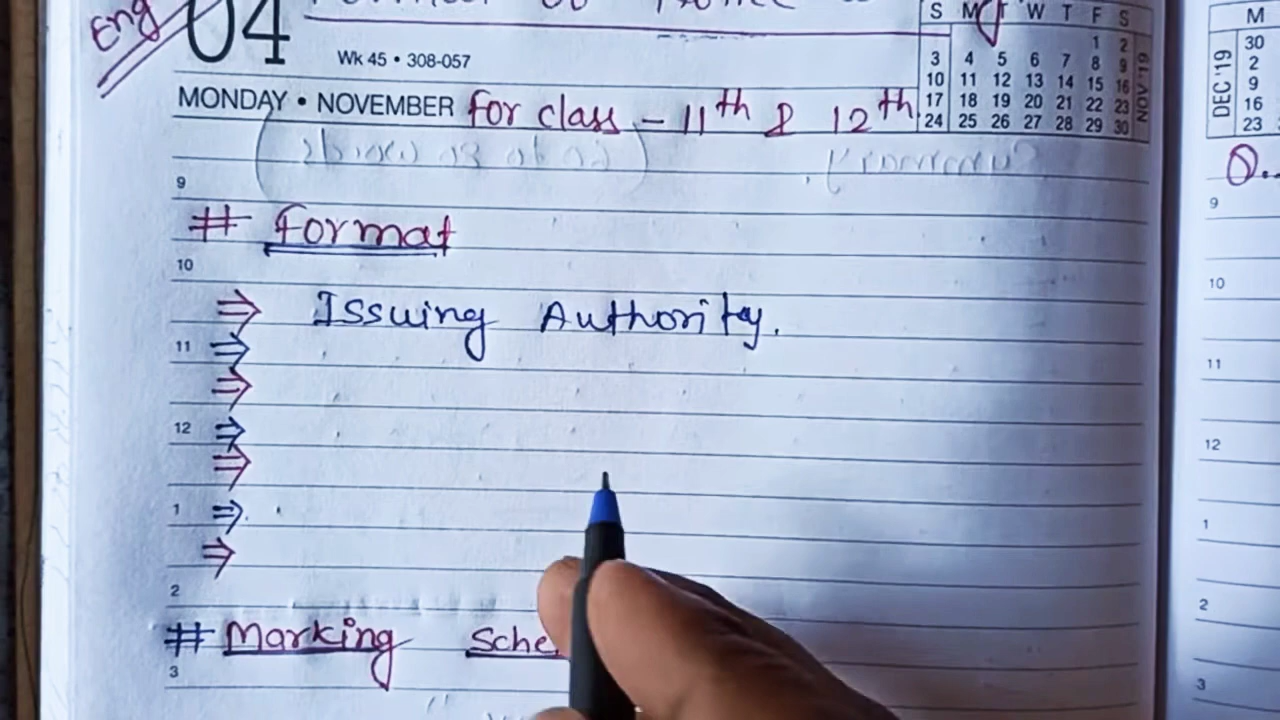 Eng
04
S M T W T F S
Wk 45 • 308-057
1 2
3 4 5 6 7 8 9
10 11 12 13 14 15 16
17 18 19 20 21 22 23
24 25 26 27 28 29 30
NOV '19
MONDAY • NOVEMBER for class - 11th & 12th
9
# Format
10
⇒ Issuing Authority.
11 ⇒
⇒
12 ⇒
⇒
1 ⇒
⇒
2
# Marking Sche
3
M
DEC '19
30
2
9
16
23
Q..
9
10
11
12
1
2
3